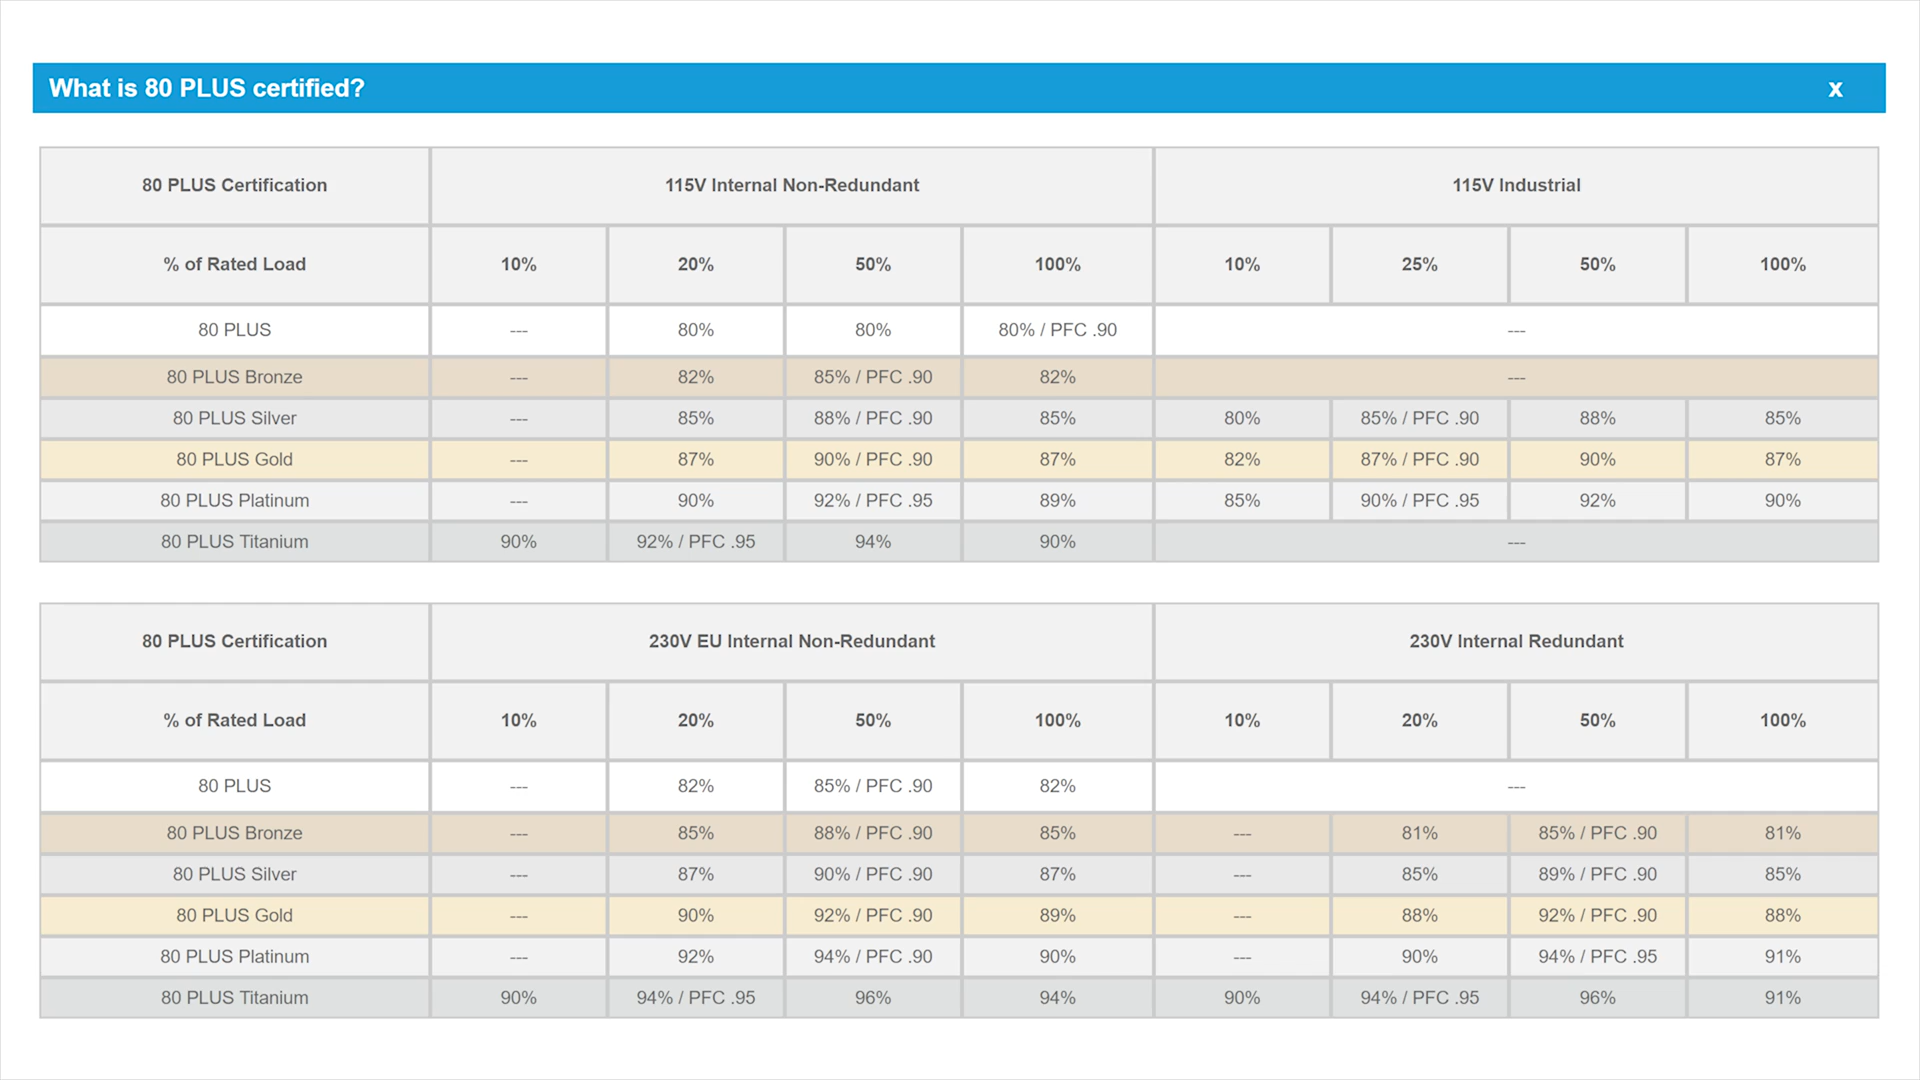 What is 80 PLUS certified? x
80 PLUS Certification 115V Internal Non-Redundant 115V Industrial
% of Rated Load 10% 20% 50% 100% 10% 25% 50% 100%
80 PLUS --- 80% 80% 80% / PFC .90 ---
80 PLUS Bronze --- 82% 85% / PFC .90 82% ---
80 PLUS Silver --- 85% 88% / PFC .90 85% 80% 85% / PFC .90 88% 85%
80 PLUS Gold --- 87% 90% / PFC .90 87% 82% 87% / PFC .90 90% 87%
80 PLUS Platinum --- 90% 92% / PFC .95 89% 85% 90% / PFC .95 92% 90%
80 PLUS Titanium 90% 92% / PFC .95 94% 90% ---
80 PLUS Certification 230V EU Internal Non-Redundant 230V Internal Redundant
% of Rated Load 10% 20% 50% 100% 10% 20% 50% 100%
80 PLUS --- 82% 85% / PFC .90 82% ---
80 PLUS Bronze --- 85% 88% / PFC .90 85% --- 81% 85% / PFC .90 81%
80 PLUS Silver --- 87% 90% / PFC .90 87% --- 85% 89% / PFC .90 85%
80 PLUS Gold --- 90% 92% / PFC .90 89% --- 88% 92% / PFC .90 88%
80 PLUS Platinum --- 92% 94% / PFC .90 90% --- 90% 94% / PFC .95 91%
80 PLUS Titanium 90% 94% / PFC .95 96% 94% 90% 94% / PFC .95 96% 91%